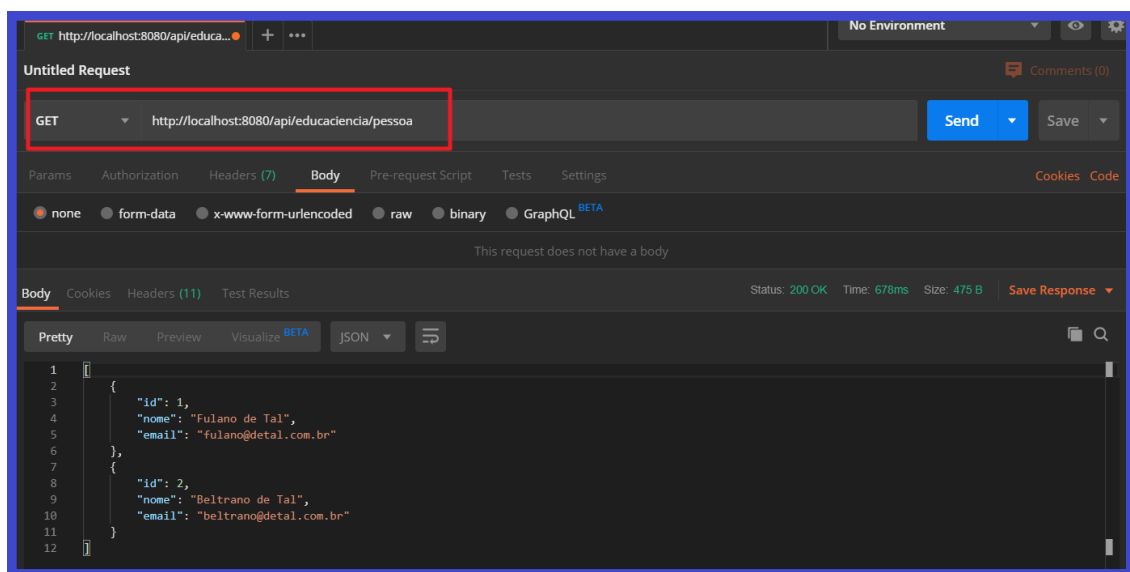 GET http://localhost:8080/api/educa... + •••
No Environment
Untitled Request
Comments (0)
GET http://localhost:8080/api/educaciencia/pessoa
Send Save
Params Authorization Headers (7) Body Pre-request Script Tests Settings Cookies Code
none form-data x-www-form-urlencoded raw binary GraphQL BETA
This request does not have a body
Body Cookies Headers (11) Test Results Status: 200 OK Time: 678ms Size: 475 B Save Response
Pretty Raw Preview Visualize BETA JSON
1 [
2 {
3 "id": 1,
4 "nome": "Fulano de Tal",
5 "email": "fulano@detal.com.br"
6 },
7 {
8 "id": 2,
9 "nome": "Beltrano de Tal",
10 "email": "beltrano@detal.com.br"
11 }
12 ]